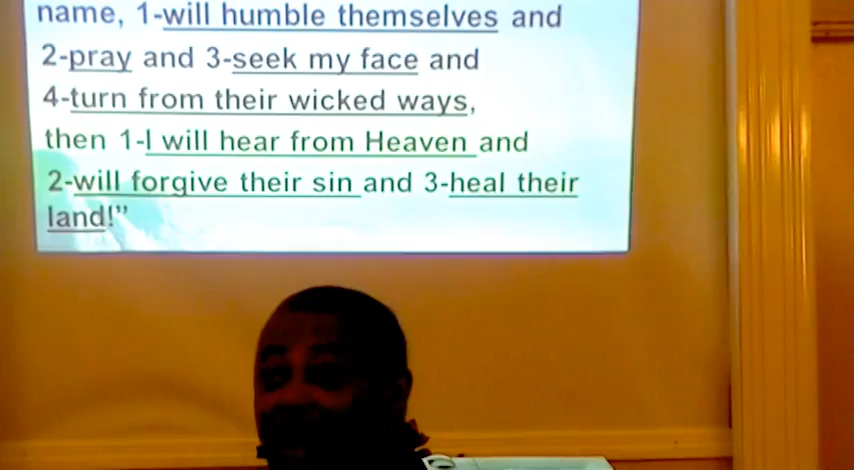 name, 1-will humble themselves and
2-pray and 3-seek my face and
4-turn from their wicked ways,
then 1-I will hear from Heaven and
2-will forgive their sin and 3-heal their
land!”